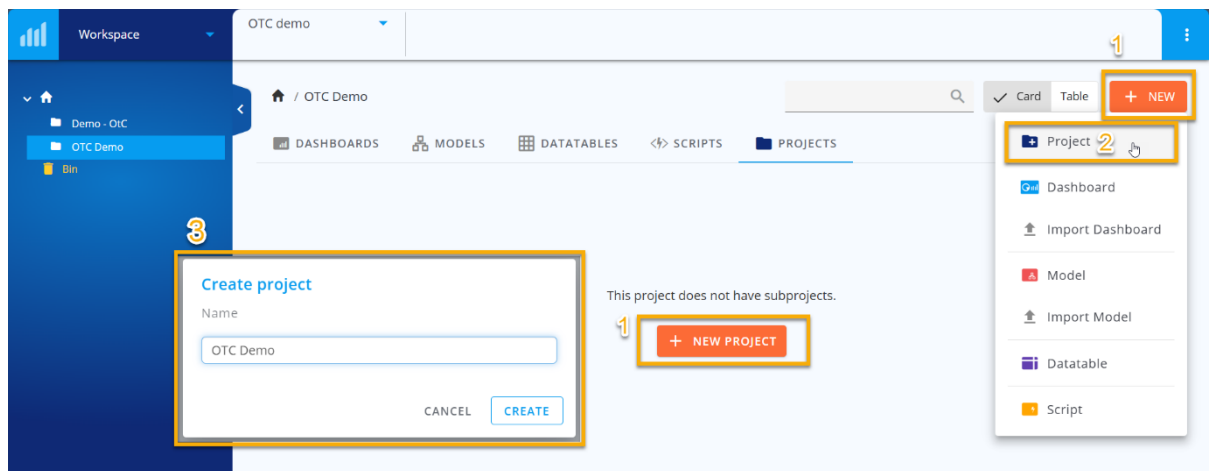 Workspace
OTC demo
1
Demo - OtC
OTC Demo
Bin
/ OTC Demo
Card
Table
+ NEW
DASHBOARDS
MODELS
DATATABLES
SCRIPTS
PROJECTS
Project
2
Dashboard
Import Dashboard
Model
Import Model
Datatable
Script
3
Create project
Name
OTC Demo
CANCEL
CREATE
This project does not have subprojects.
1
+ NEW PROJECT